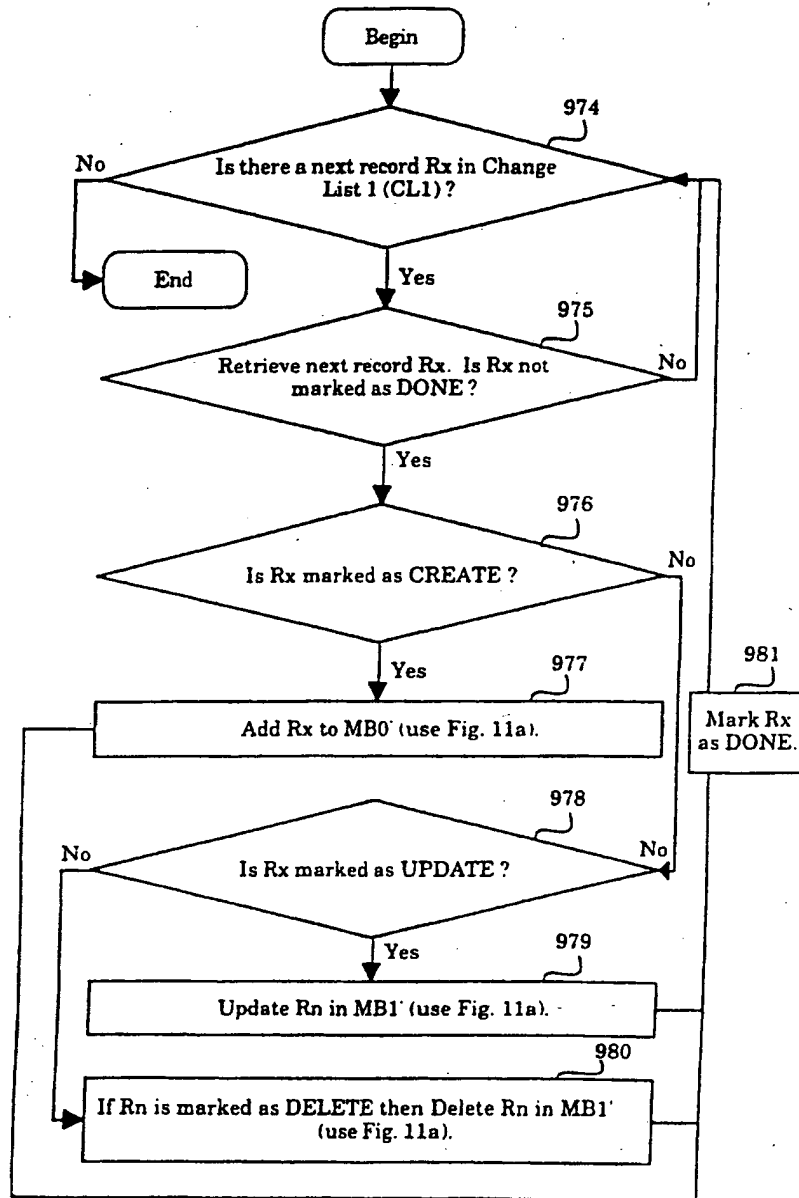 Begin
974
No
Is there a next record Rx in Change
List 1 (CL1) ?
End
Yes
975
Retrieve next record Rx. Is Rx not
marked as DONE ?
No
Yes
976
Is Rx marked as CREATE ?
No
Yes
977
981
Add Rx to MB0' (use Fig. 11a).
Mark Rx
as DONE.
978
No
Is Rx marked as UPDATE ?
No
Yes
979
Update Rn in MB1' (use Fig. 11a).
980
If Rn is marked as DELETE then Delete Rn in MB1'
(use Fig. 11a).